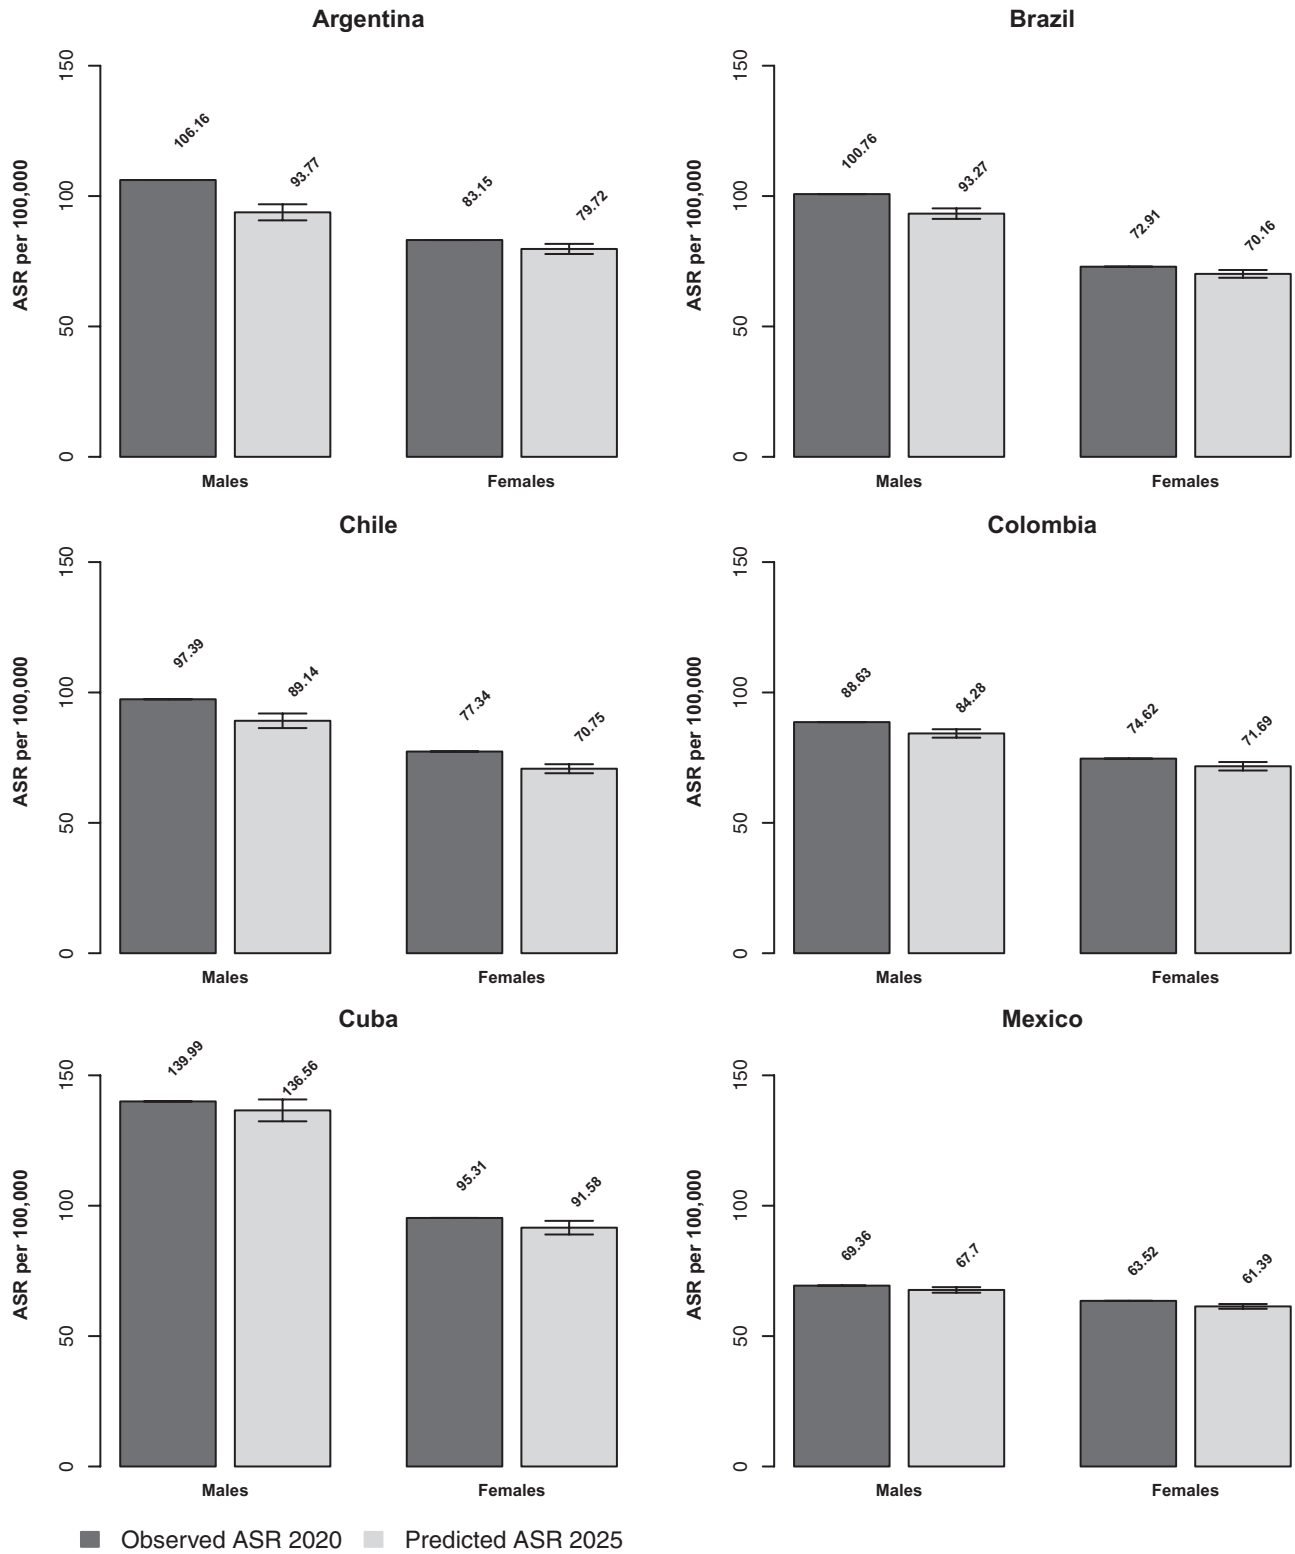 Argentina
ASR per 100,000
0 50 100 150
106.16 93.77 83.15 79.72
Males Females
Brazil
ASR per 100,000
0 50 100 150
100.76 93.27 72.91 70.16
Males Females
Chile
ASR per 100,000
0 50 100 150
97.39 89.14 77.34 70.75
Males Females
Colombia
ASR per 100,000
0 50 100 150
88.63 84.28 74.62 71.69
Males Females
Cuba
ASR per 100,000
0 50 100 150
139.99 136.56 95.31 91.58
Males Females
Mexico
ASR per 100,000
0 50 100 150
69.36 67.7 63.52 61.39
Males Females
Observed ASR 2020 Predicted ASR 2025